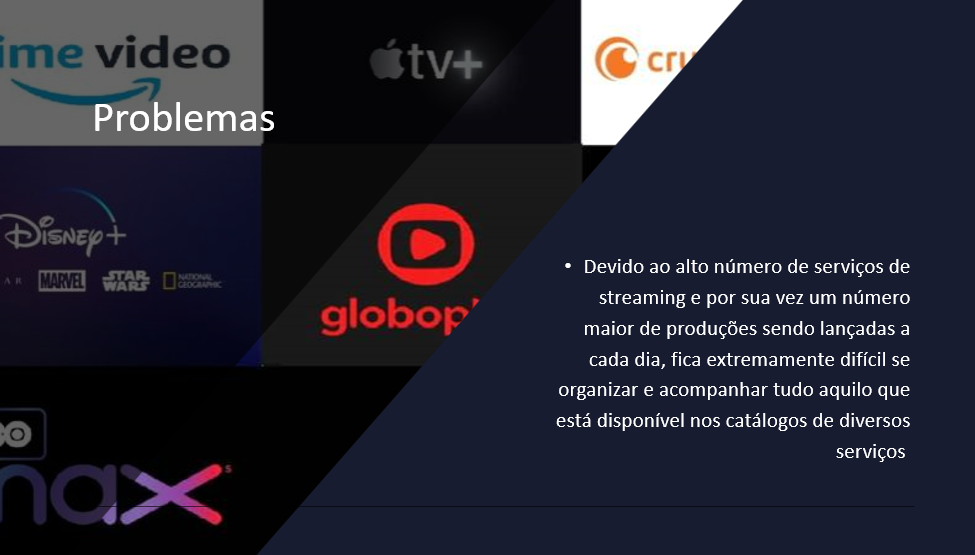 ime video
tv+
cru
Problemas
Disney+
A R MARVEL STAR WARS NATIONAL GEOGRAPHIC
globopl
• Devido ao alto número de serviços de
streaming e por sua vez um número
maior de produções sendo lançadas a
cada dia, fica extremamente difícil se
organizar e acompanhar tudo aquilo que
está disponível nos catálogos de diversos
serviços
BO
max